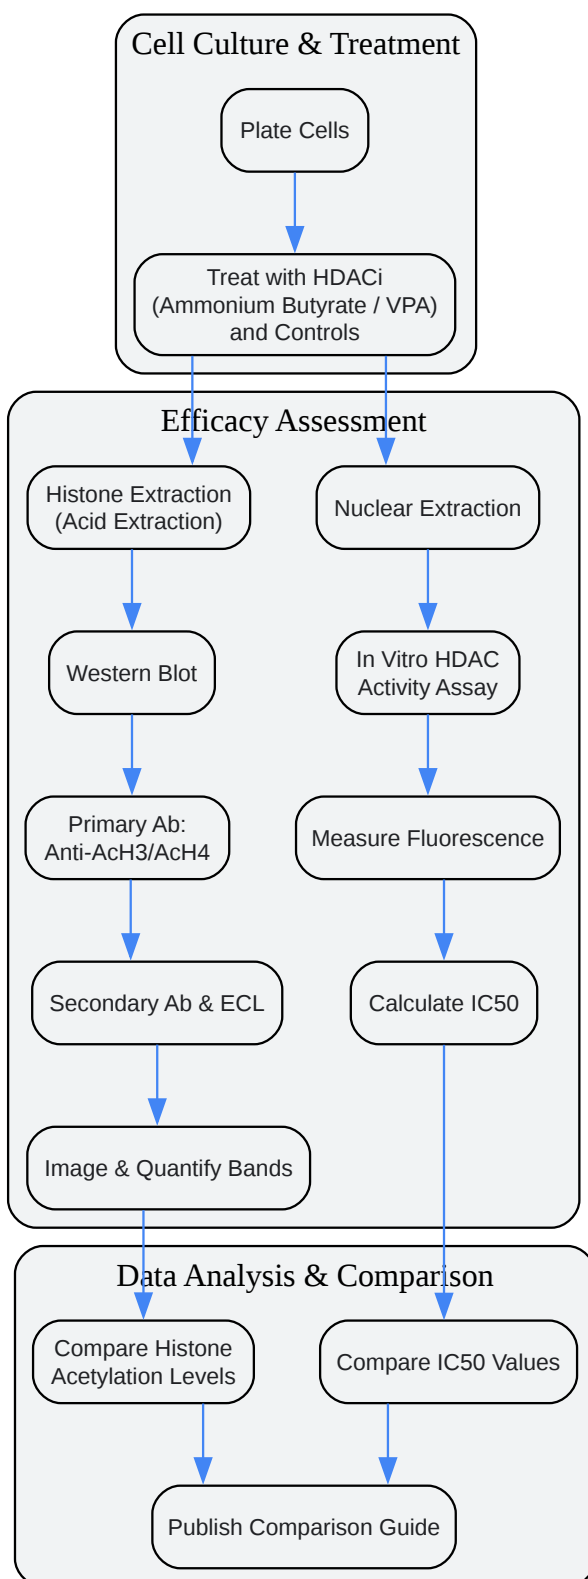 Cell Culture & Treatment
Plate Cells
Treat with HDACi
(Ammonium Butyrate / VPA)
and Controls
Efficacy Assessment
Histone Extraction
(Acid Extraction)
Nuclear Extraction
Western Blot
In Vitro HDAC
Activity Assay
Primary Ab:
Anti-AcH3/AcH4
Measure Fluorescence
Secondary Ab & ECL
Calculate IC50
Image & Quantify Bands
Data Analysis & Comparison
Compare Histone
Acetylation Levels
Compare IC50 Values
Publish Comparison Guide